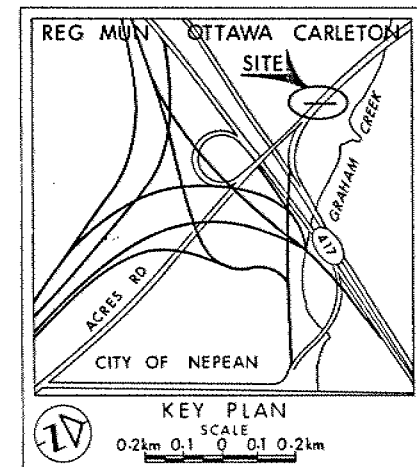 REG MUN OTTAWA CARLETON
SITE
GRAHAM CREEK
417
ACRES RD
CITY OF NEPEAN
KEY PLAN
SCALE
0.2km 0.1 0 0.1 0.2km
N